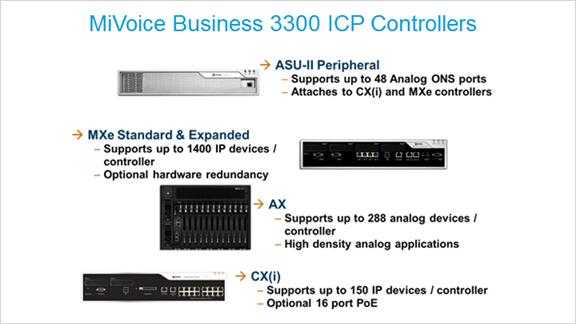 MiVoice Business 3300 ICP Controllers
→ ASU-II Peripheral
– Supports up to 48 Analog ONS ports
– Attaches to CX(i) and MXe controllers
→ MXe Standard & Expanded
– Supports up to 1400 IP devices /
controller
– Optional hardware redundancy
→ AX
– Supports up to 288 analog devices /
controller
– High density analog applications
→ CX(i)
– Supports up to 150 IP devices / controller
– Optional 16 port PoE